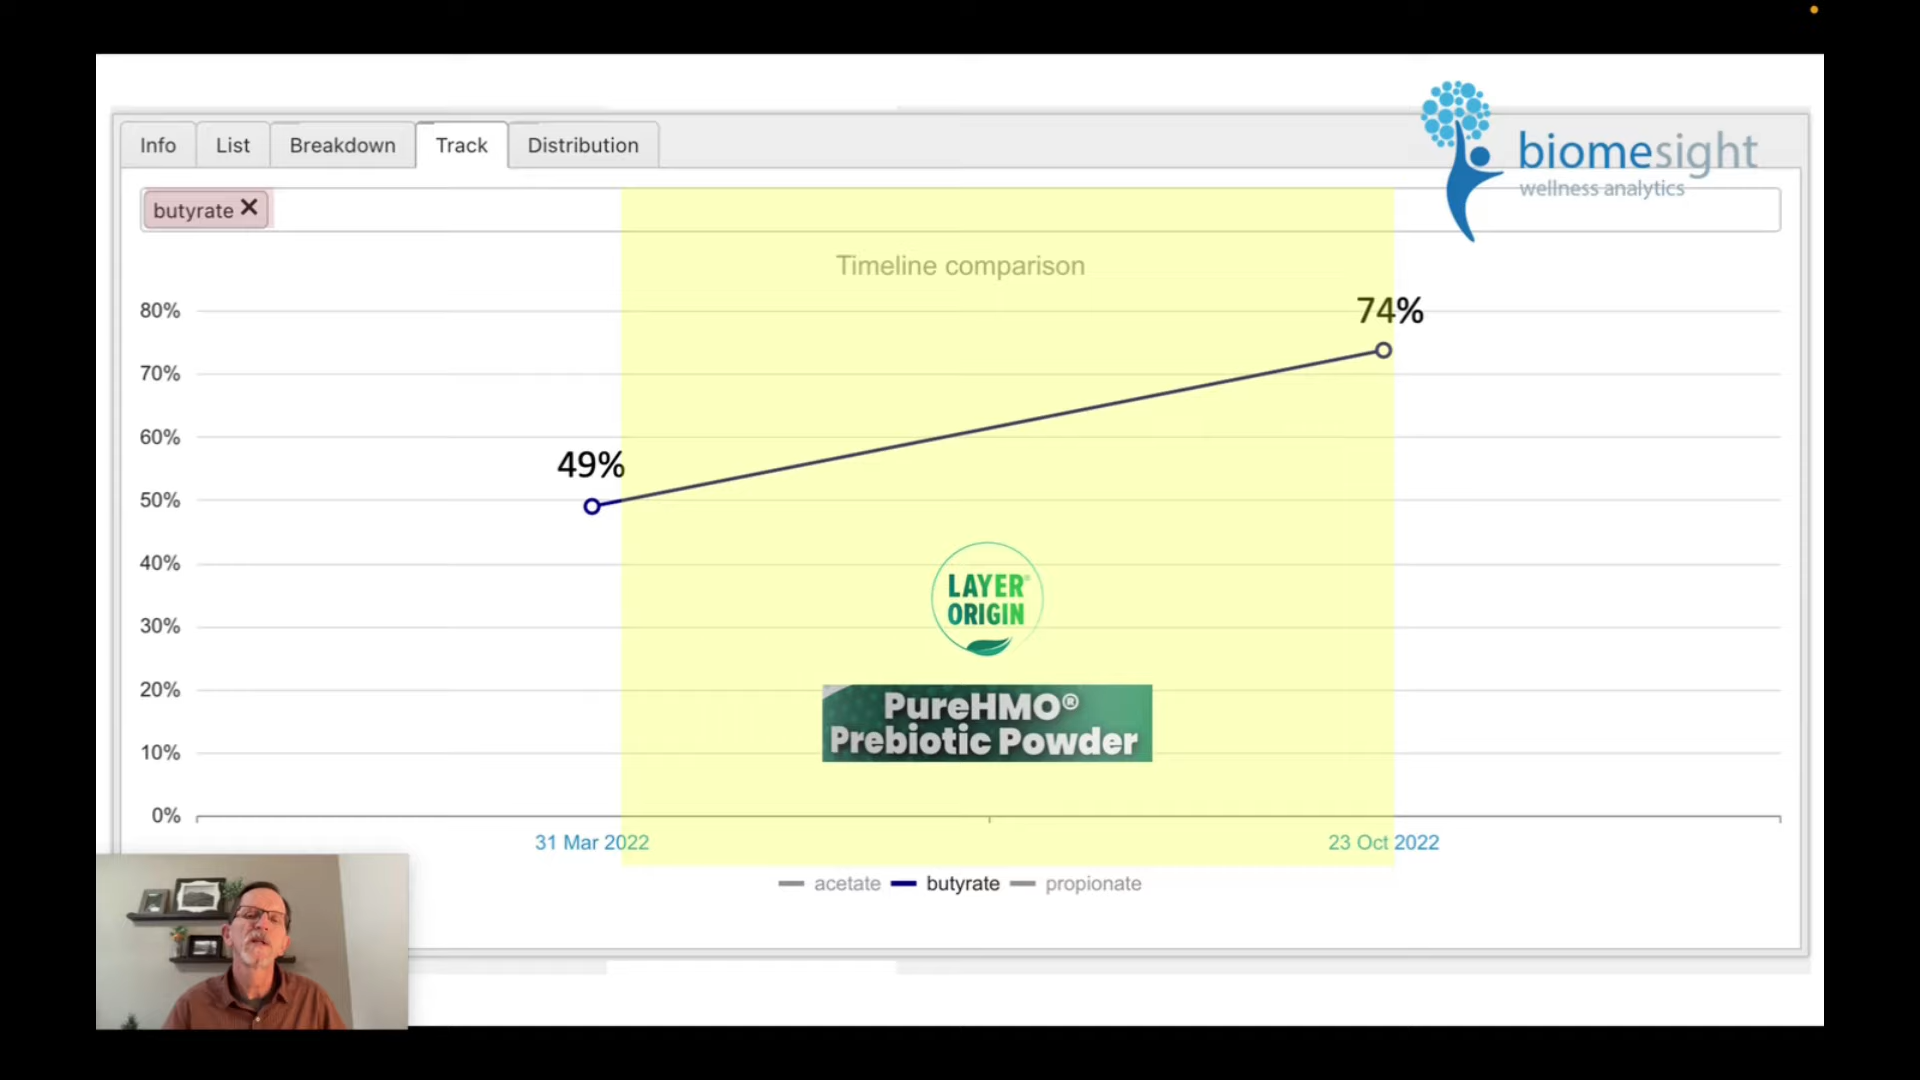 Info List Breakdown Track Distribution
biomesight
wellness analytics
butyrate ✕
Timeline comparison
80%
74%
70%
60%
49%
50%
40%
LAYER®
ORIGIN
30%
20%
PureHMO®
Prebiotic Powder
10%
0%
31 Mar 2022 23 Oct 2022
acetate butyrate propionate